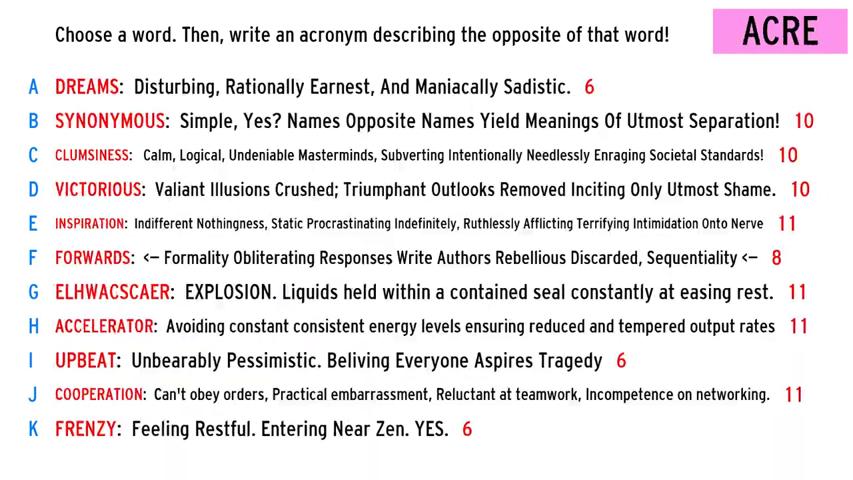 Choose a word. Then, write an acronym describing the opposite of that word!
ACRE
A DREAMS: Disturbing, Rationally Earnest, And Maniacally Sadistic. 6
B SYNONYMOUS: Simple, Yes? Names Opposite Names Yield Meanings Of Utmost Separation! 10
C CLUMSINESS: Calm, Logical, Undeniable Masterminds, Subverting Intentionally Needlessly Enraging Societal Standards! 10
D VICTORIOUS: Valiant Illusions Crushed; Triumphant Outlooks Removed Inciting Only Utmost Shame. 10
E INSPIRATION: Indifferent Nothingness, Static Procrastinating Indefinitely, Ruthlessly Afflicting Terrifying Intimidation Onto Nerve 11
F FORWARDS: <— Formality Obliterating Responses Write Authors Rebellious Discarded, Sequentiality <— 8
G ELHWACSCAER: EXPLOSION. Liquids held within a contained seal constantly at easing rest. 11
H ACCELERATOR: Avoiding constant consistent energy levels ensuring reduced and tempered output rates 11
I UPBEAT: Unbearably Pessimistic. Beliving Everyone Aspires Tragedy 6
J COOPERATION: Can't obey orders, Practical embarrassment, Reluctant at teamwork, Incompetence on networking. 11
K FRENZY: Feeling Restful. Entering Near Zen. YES. 6